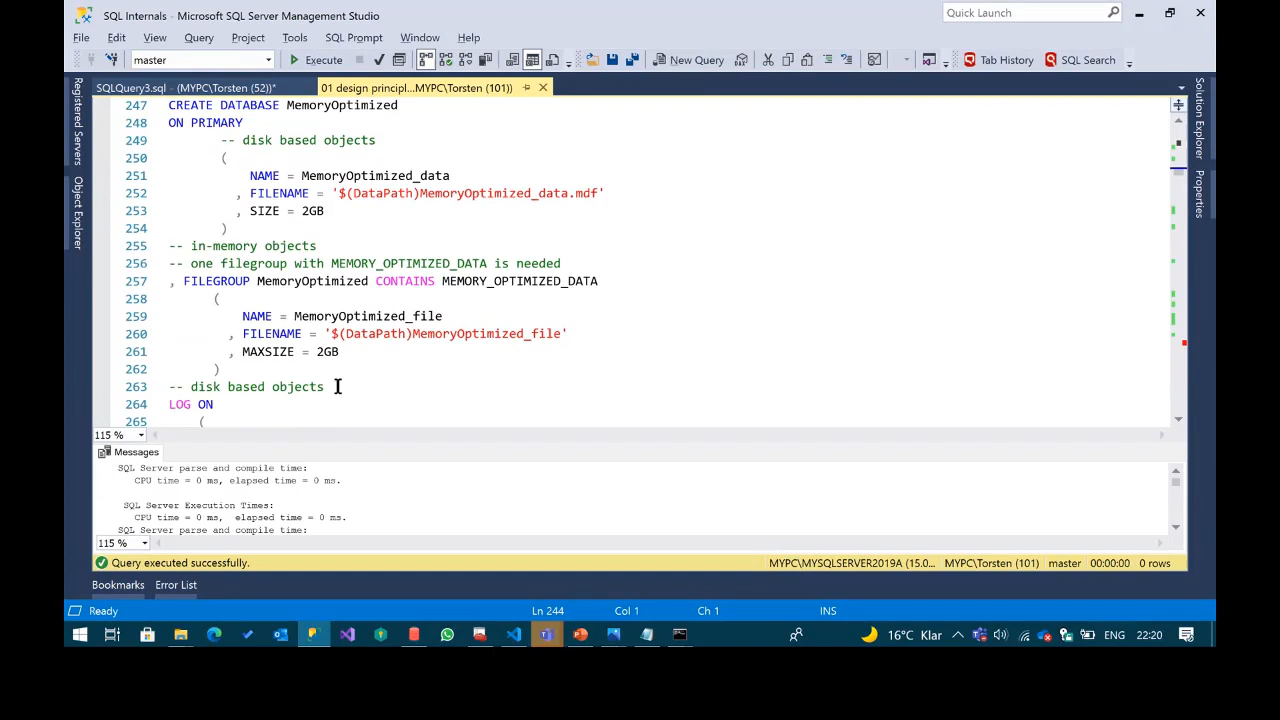 SQL Internals - Microsoft SQL Server Management Studio
Quick Launch
File Edit View Query Project Tools SQL Prompt Window Help
master
Execute
New Query
Tab History
SQL Search
SQLQuery3.sql - (MYPC\Torsten (52))*
01 design principl...MYPC\Torsten (101))
Registered Servers
Object Explorer
Solution Explorer
Properties
247 CREATE DATABASE MemoryOptimized
248 ON PRIMARY
249 -- disk based objects
250 (
251 NAME = MemoryOptimized_data
252 , FILENAME = '$(DataPath)MemoryOptimized_data.mdf'
253 , SIZE = 2GB
254 )
255 -- in-memory objects
256 -- one filegroup with MEMORY_OPTIMIZED_DATA is needed
257 , FILEGROUP MemoryOptimized CONTAINS MEMORY_OPTIMIZED_DATA
258 (
259 NAME = MemoryOptimized_file
260 , FILENAME = '$(DataPath)MemoryOptimized_file'
261 , MAXSIZE = 2GB
262 )
263 -- disk based objects
264 LOG ON
265 (
115 %
Messages
SQL Server parse and compile time:
CPU time = 0 ms, elapsed time = 0 ms.
SQL Server Execution Times:
CPU time = 0 ms, elapsed time = 0 ms.
SQL Server parse and compile time:
115 %
Query executed successfully.
MYPC\MYSQLSERVER2019A (15.0... MYPC\Torsten (101) master 00:00:00 0 rows
Bookmarks Error List
Ready Ln 244 Col 1 Ch 1 INS
16°C Klar ENG 22:20